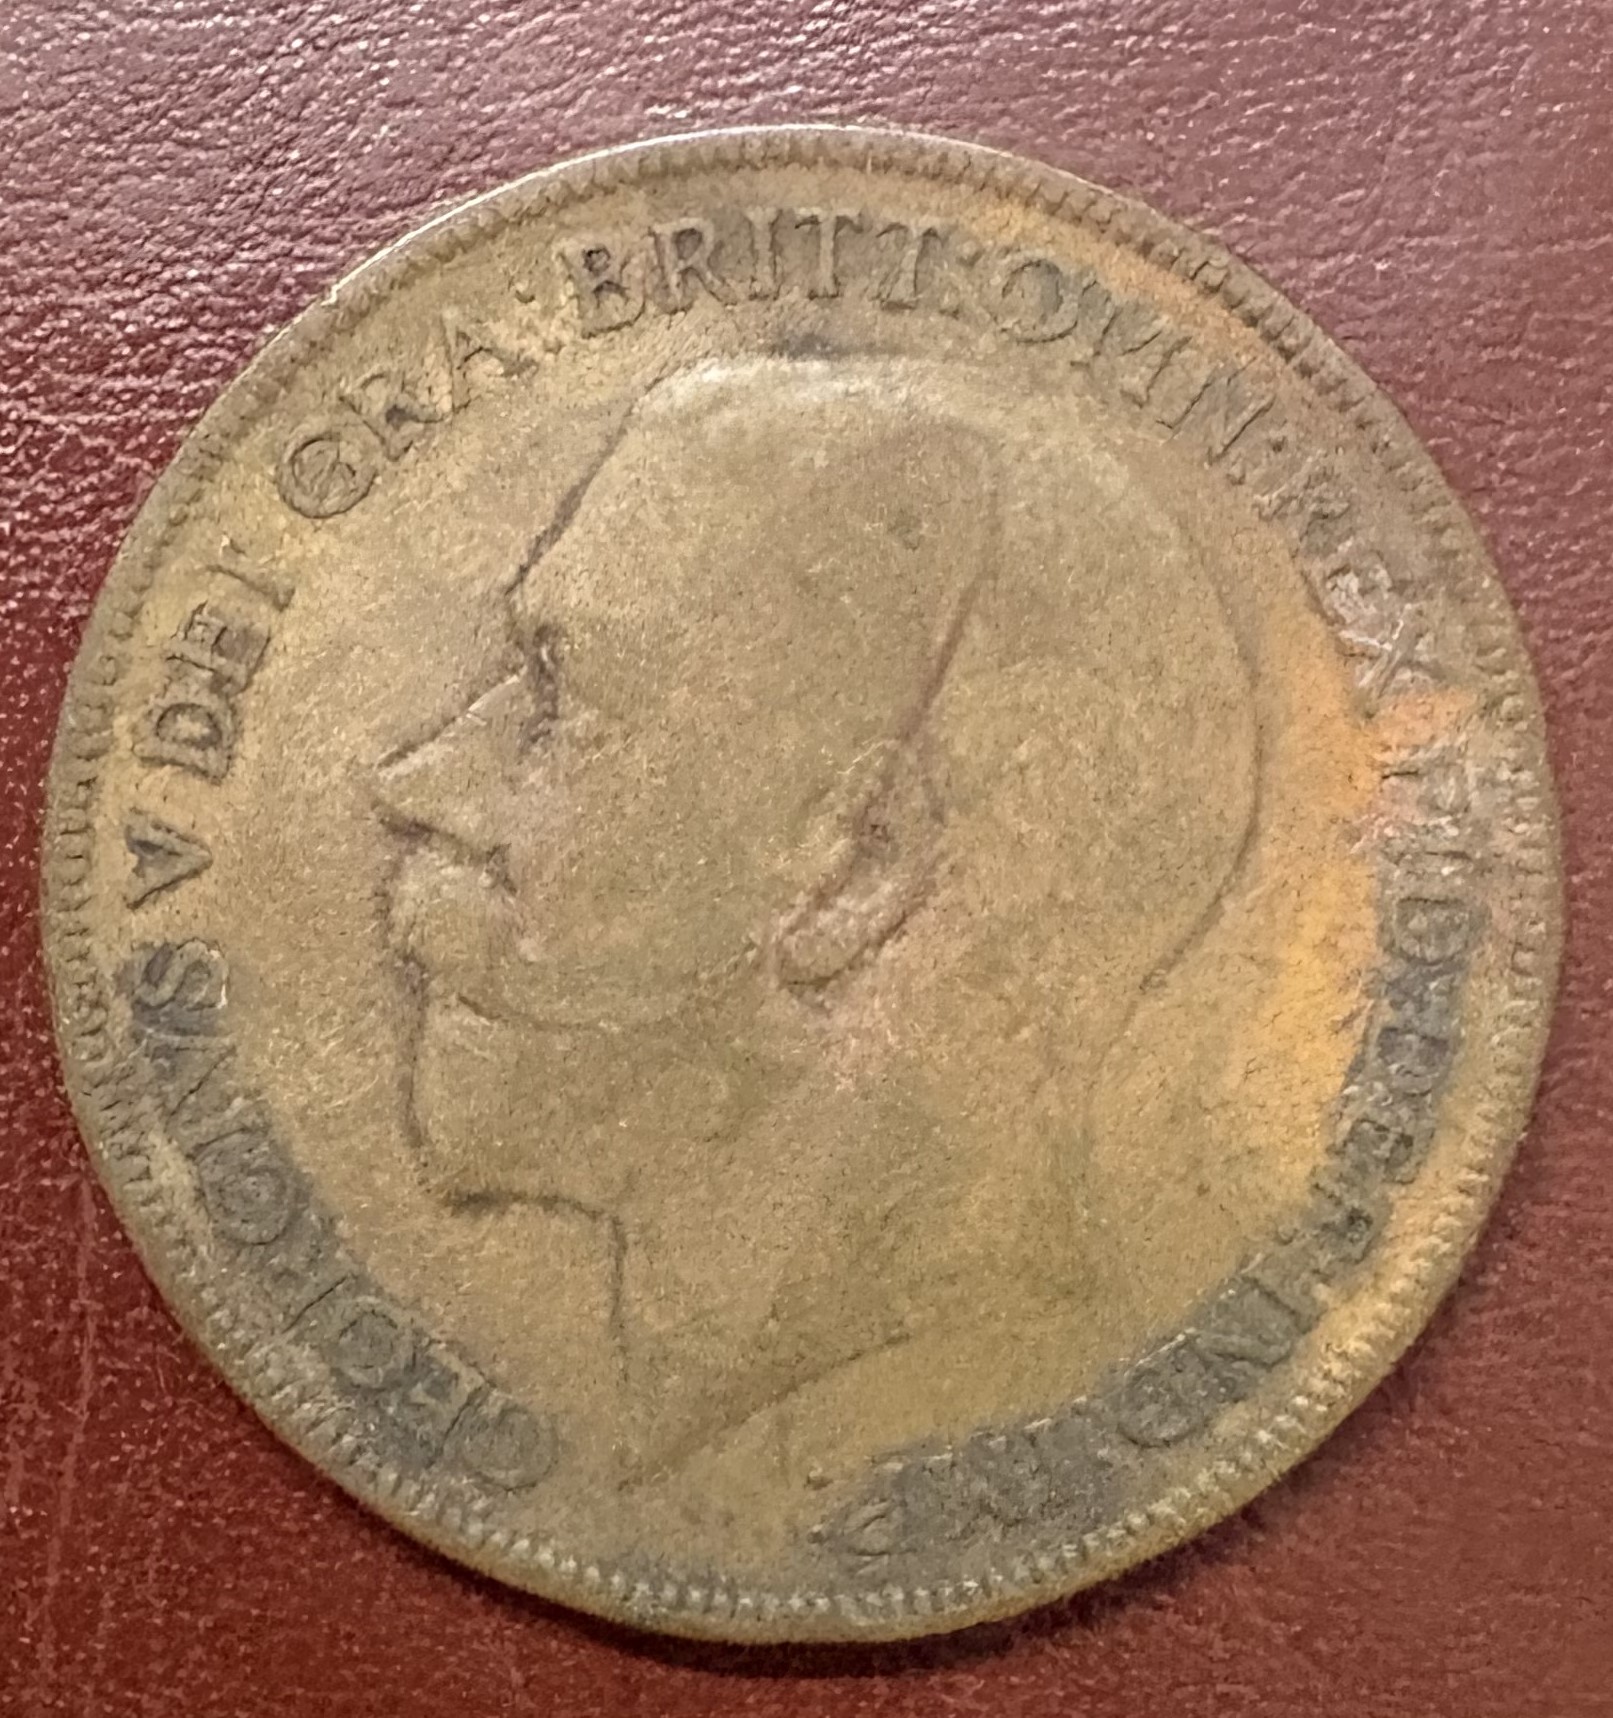 GEORGIVS V DEI GRA: BRITT: OMN: REX FID: DEF: IND: IMP: